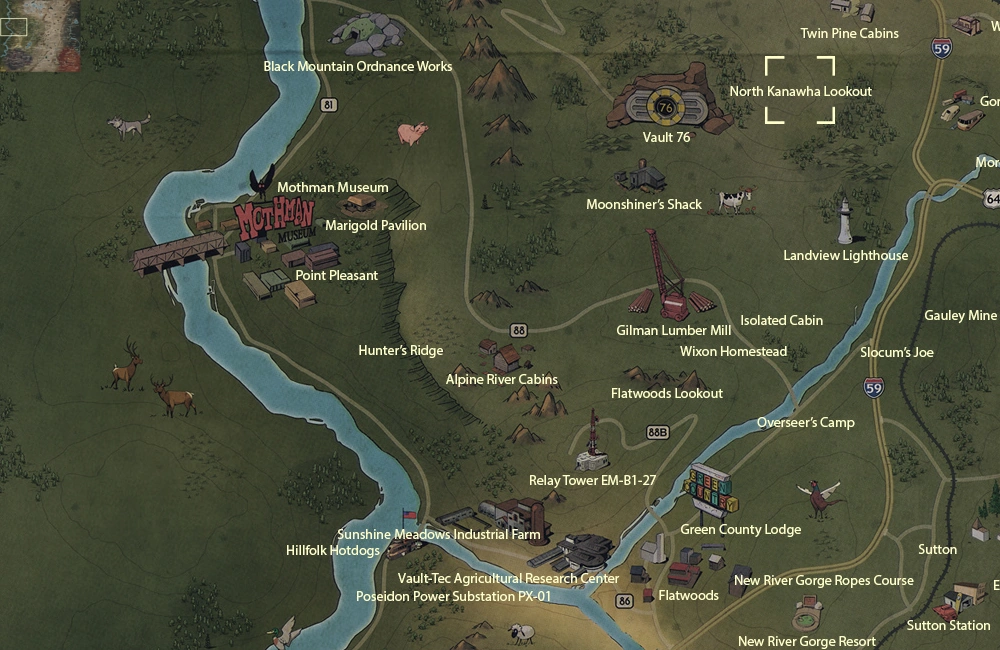 Twin Pine Cabins
59
Black Mountain Ordnance Works
North Kanawha Lookout
81
76
Vault 76
Mothman Museum
64
Moonshiner's Shack
MOTHMAN
MUSEUM
Marigold Pavilion
Landview Lighthouse
Point Pleasant
Gauley Mine
Isolated Cabin
88
Gilman Lumber Mill
Hunter's Ridge
Wixon Homestead
Slocum's Joe
Alpine River Cabins
59
Flatwoods Lookout
Overseer's Camp
88B
Relay Tower EM-B1-27
GREEN
COUNTRY
Green County Lodge
Sunshine Meadows Industrial Farm
Hillfolk Hotdogs
Sutton
Vault-Tec Agricultural Research Center
New River Gorge Ropes Course
Poseidon Power Substation PX-01
Flatwoods
86
Sutton Station
New River Gorge Resort